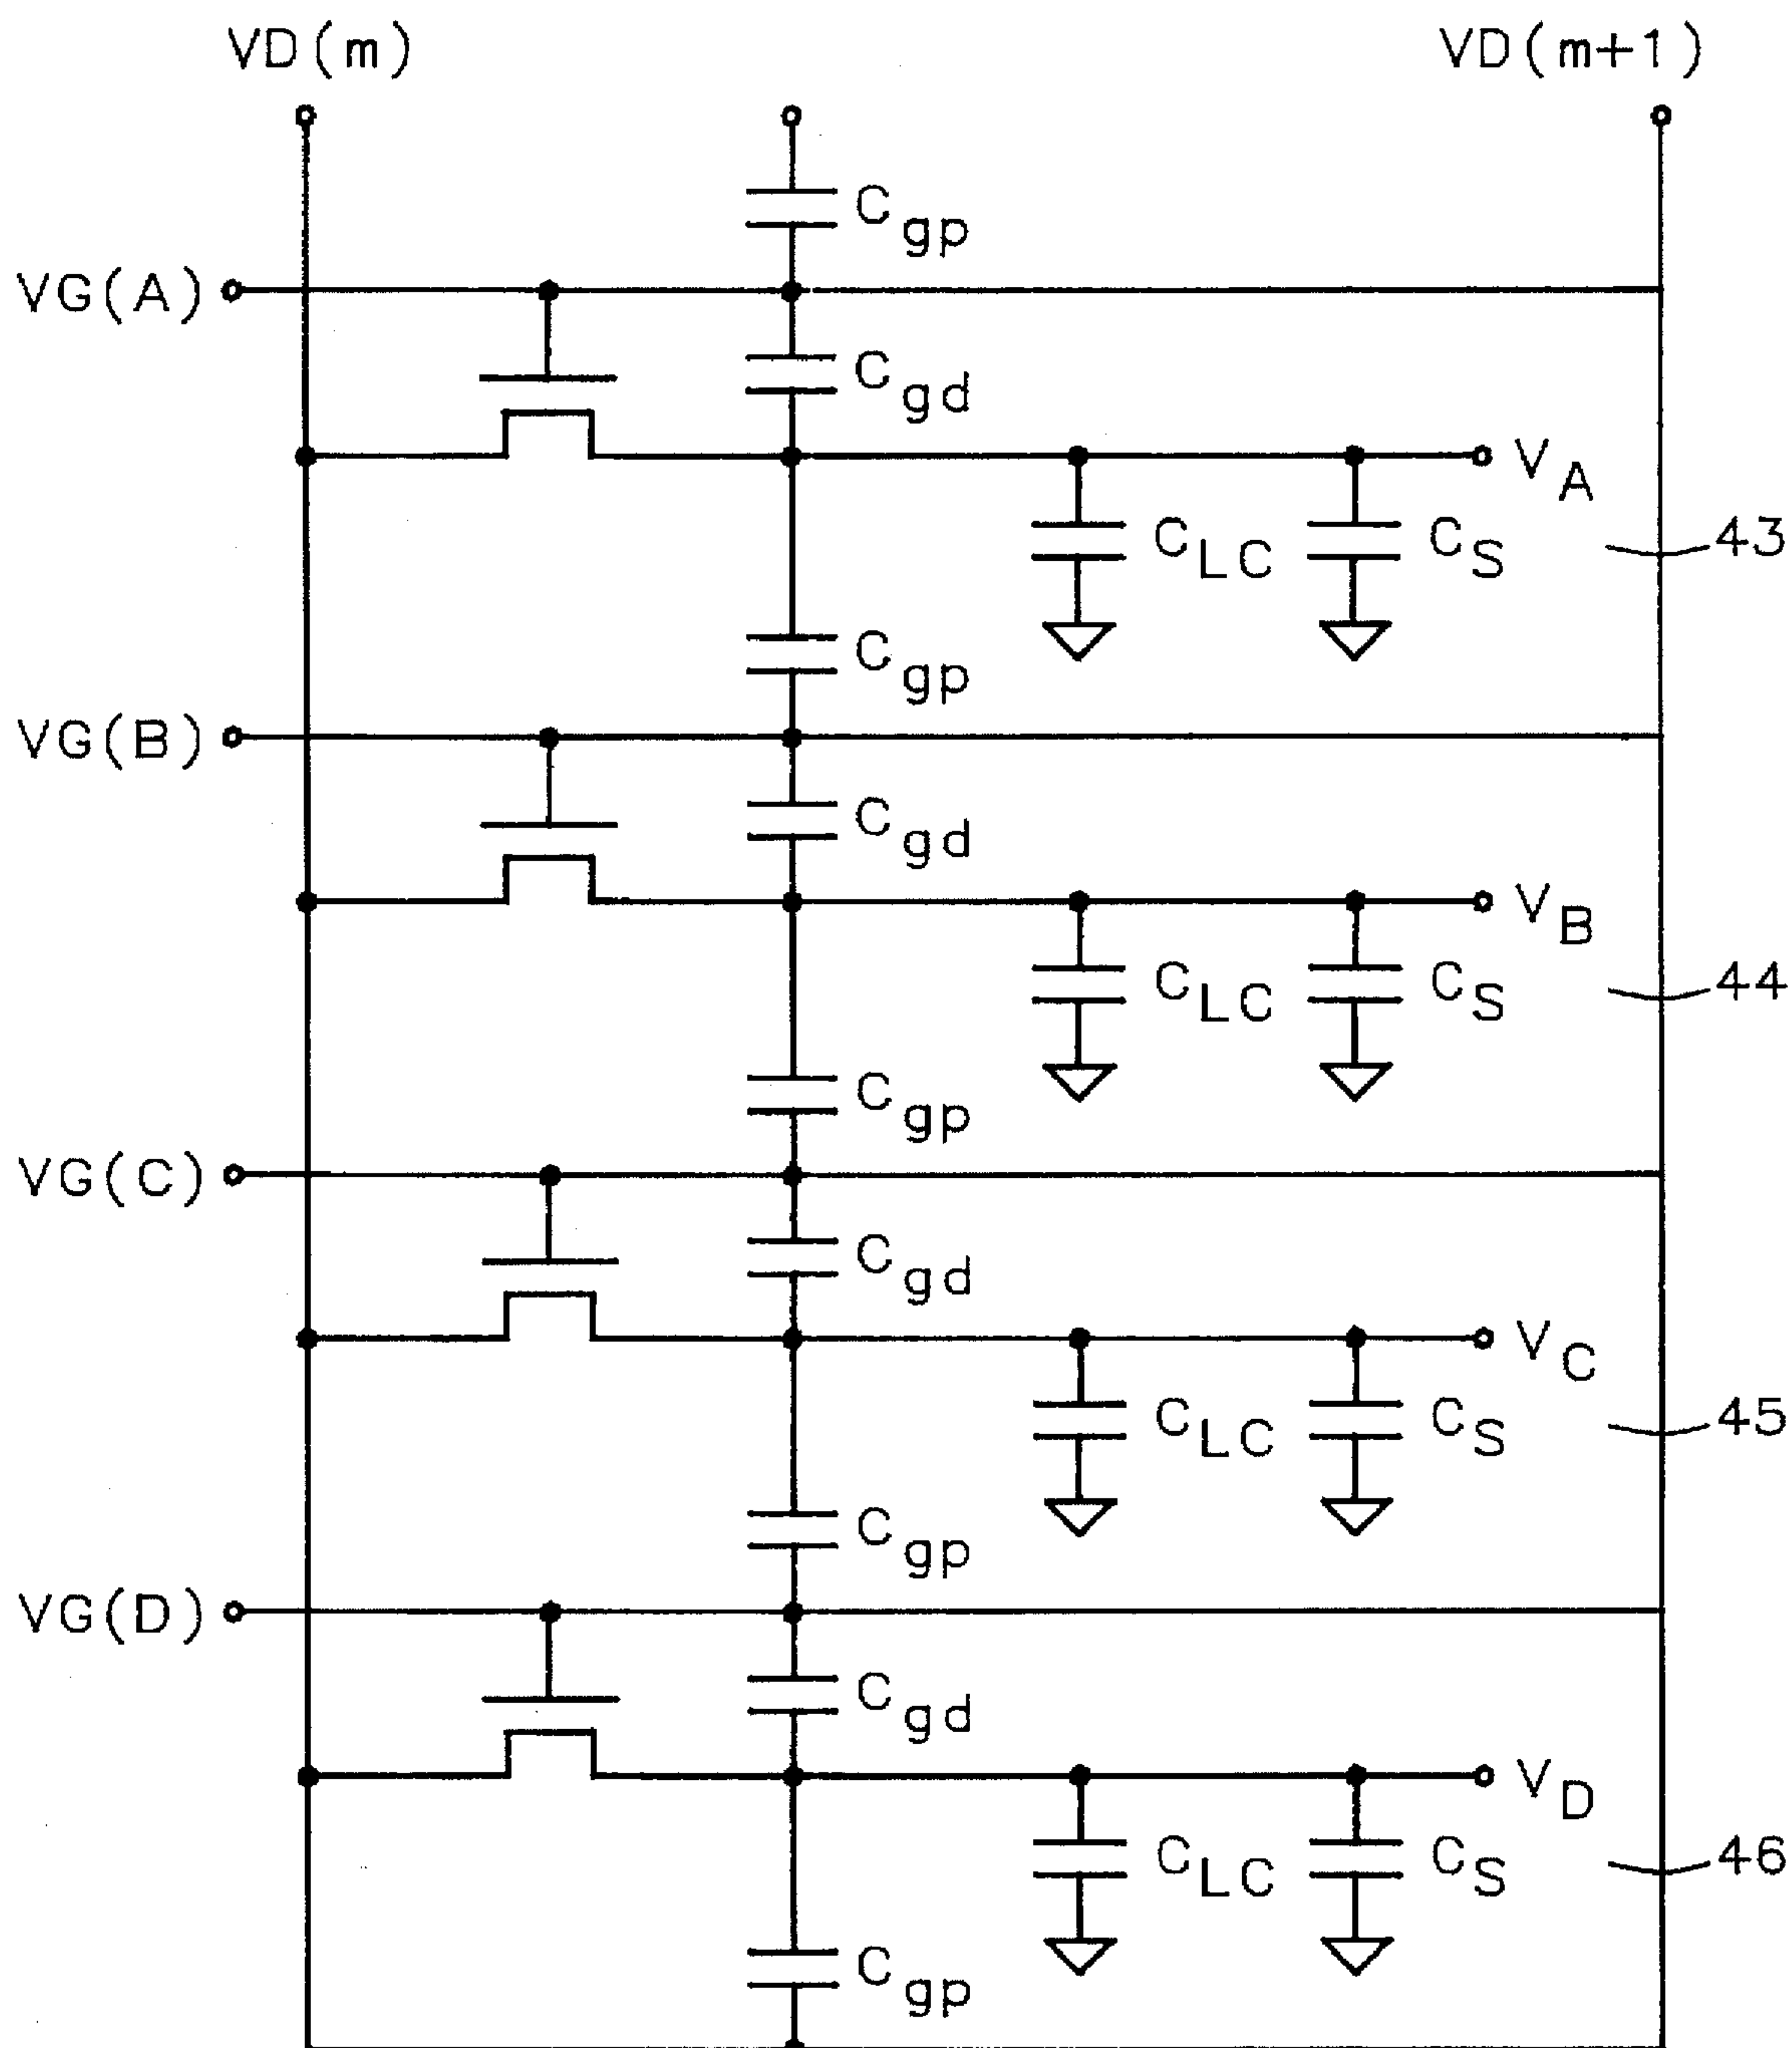 VD(m) VD(m+1)
Cgp
VG(A)
Cgd
VA
CLC CS 43
Cgp
VG(B)
Cgd
VB
CLC CS 44
Cgp
VG(C)
Cgd
VC
CLC CS 45
Cgp
VG(D)
Cgd
VD
CLC CS 46
Cgp